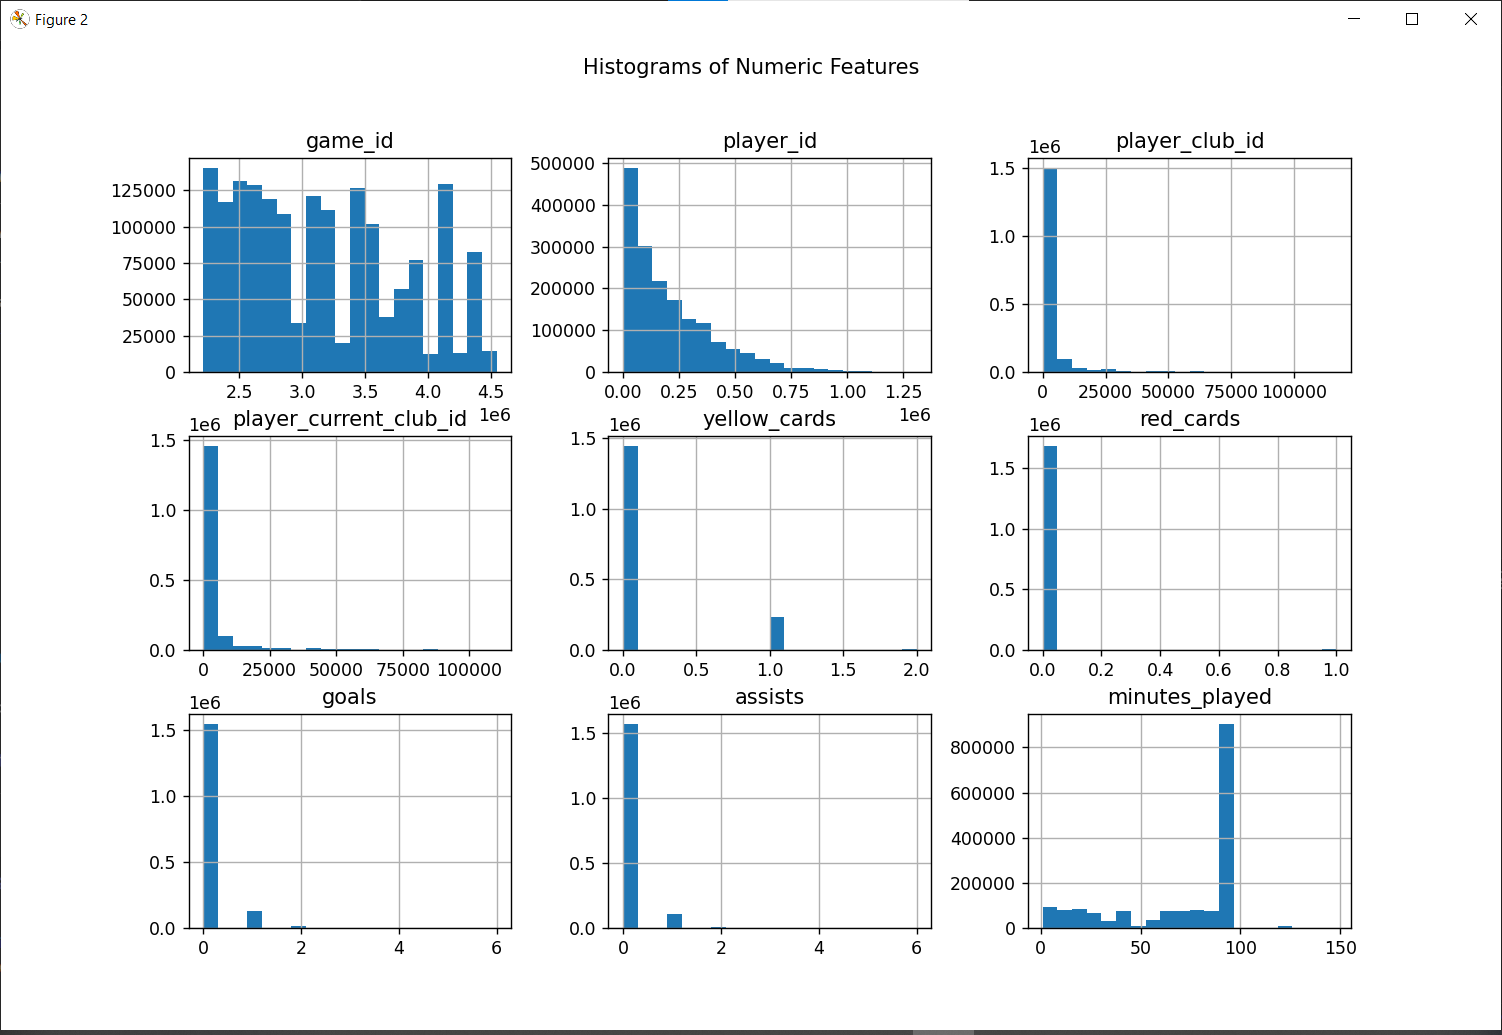 Figure 2
Histograms of Numeric Features
game_id
125000
100000
75000
50000
25000
0
2.5 3.0 3.5 4.0 4.5
1e6
player_id
500000
400000
300000
200000
100000
0
0.00 0.25 0.50 0.75 1.00 1.25
1e6
player_club_id
1e6
1.5
1.0
0.5
0.0
0 25000 50000 75000 100000
player_current_club_id
1e6
1.5
1.0
0.5
0.0
0 25000 50000 75000 100000
yellow_cards
1e6
1.5
1.0
0.5
0.0
0.0 0.5 1.0 1.5 2.0
red_cards
1e6
1.5
1.0
0.5
0.0
0.0 0.2 0.4 0.6 0.8 1.0
goals
1e6
1.5
1.0
0.5
0.0
0 2 4 6
assists
1e6
1.5
1.0
0.5
0.0
0 2 4 6
minutes_played
800000
600000
400000
200000
0
0 50 100 150